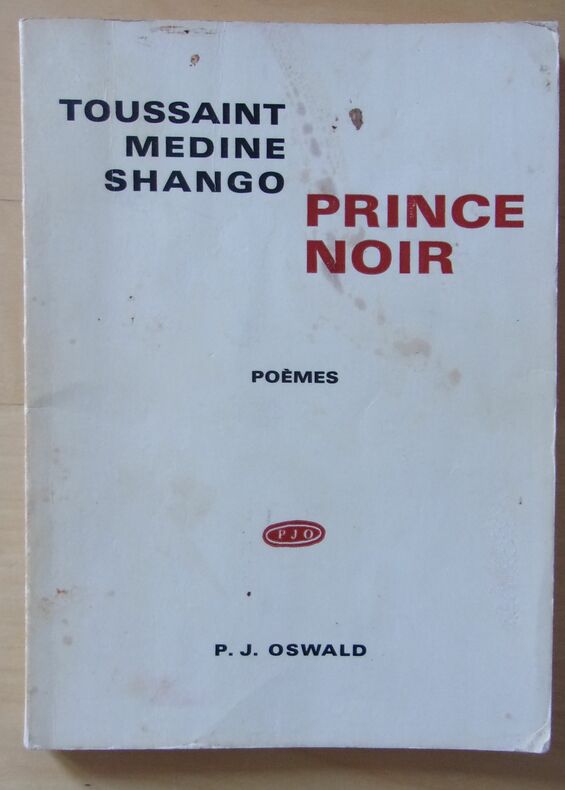 TOUSSAINT
MEDINE
SHANGO
PRINCE
NOIR
POÈMES
PJO
P. J. OSWALD